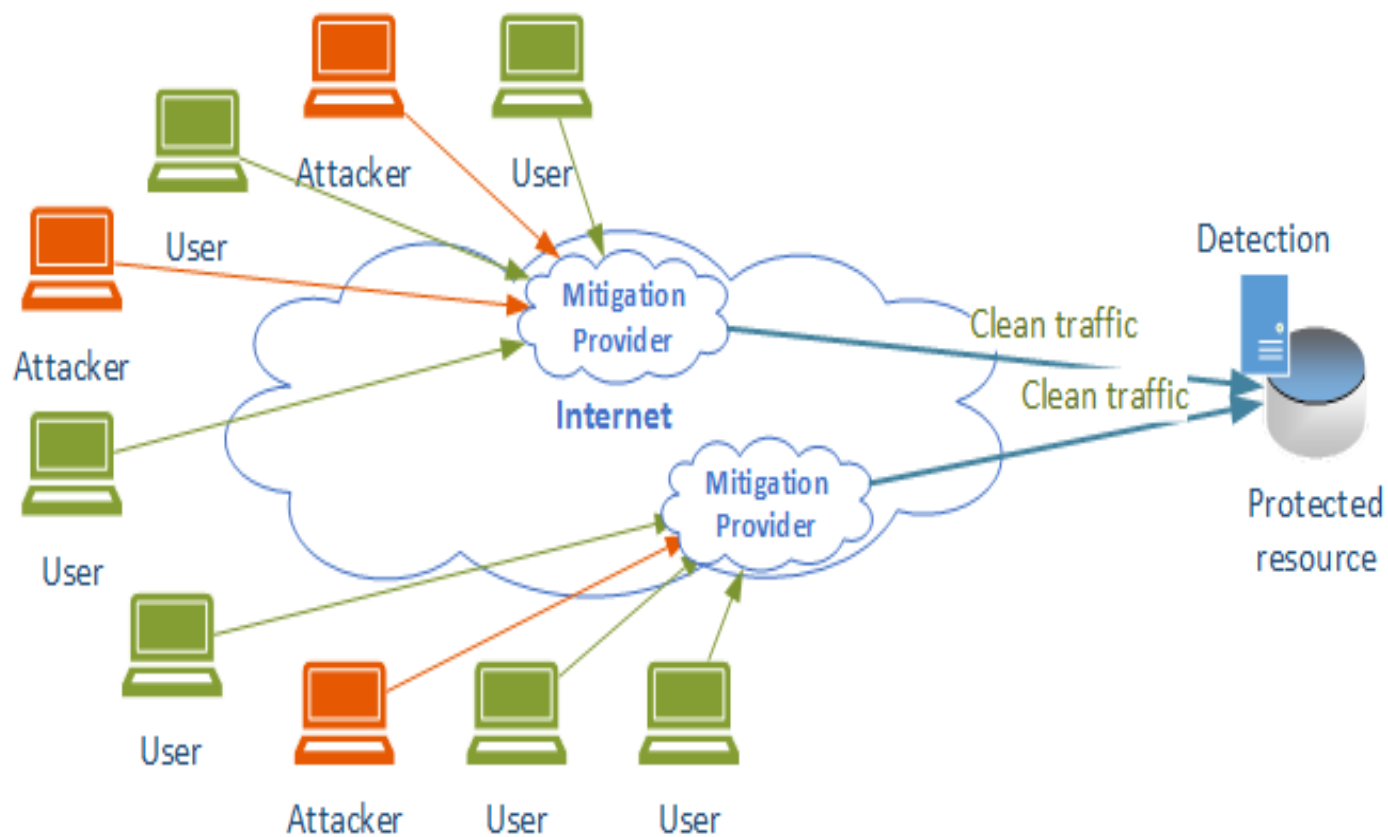 Attacker
User
User
Attacker
User
Mitigation
Provider
Internet
Mitigation
Provider
Clean traffic
Clean traffic
Detection
Protected
resource
User
Attacker
User
User